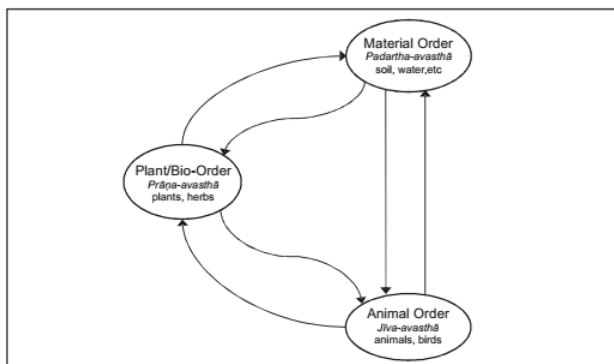 Material Order
Padartha-avasthā
soil, water,etc
Plant/Bio-Order
Prāṇa-avasthā
plants, herbs
Animal Order
Jīva-avasthā
animals, birds